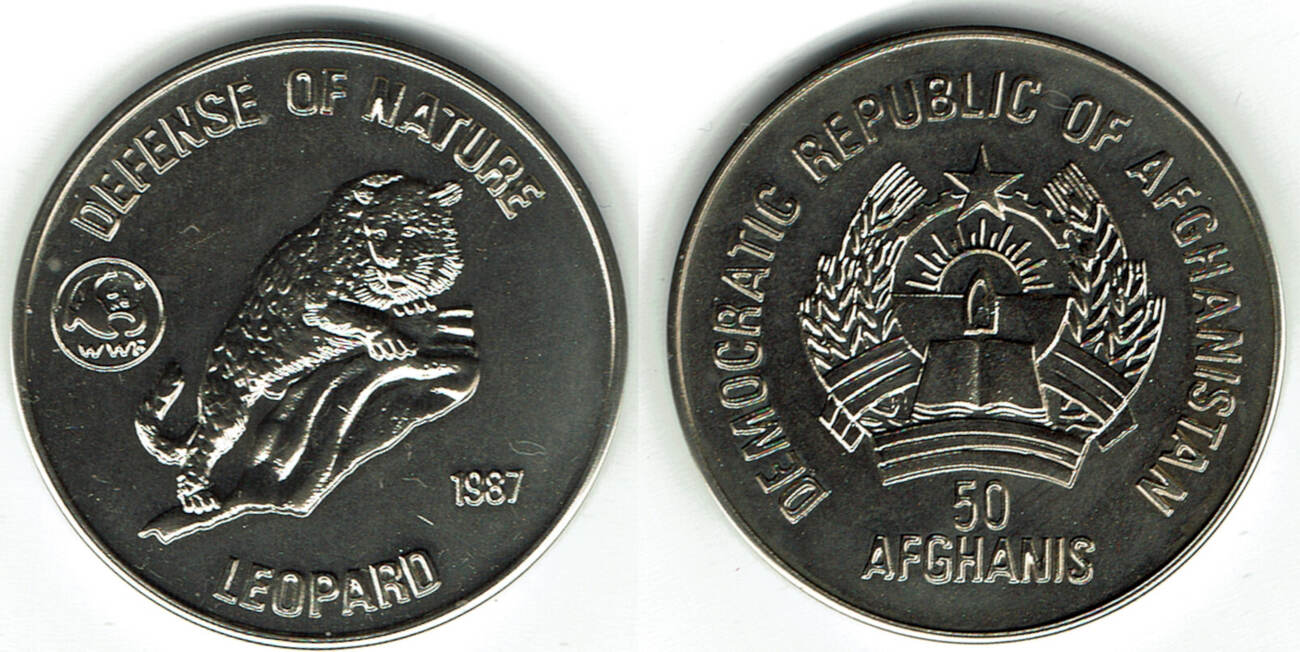 DEFENSE OF NATURE
WWF
1987
LEOPARD
DEMOCRATIC REPUBLIC OF AFGHANISTAN
50
AFGHANIS